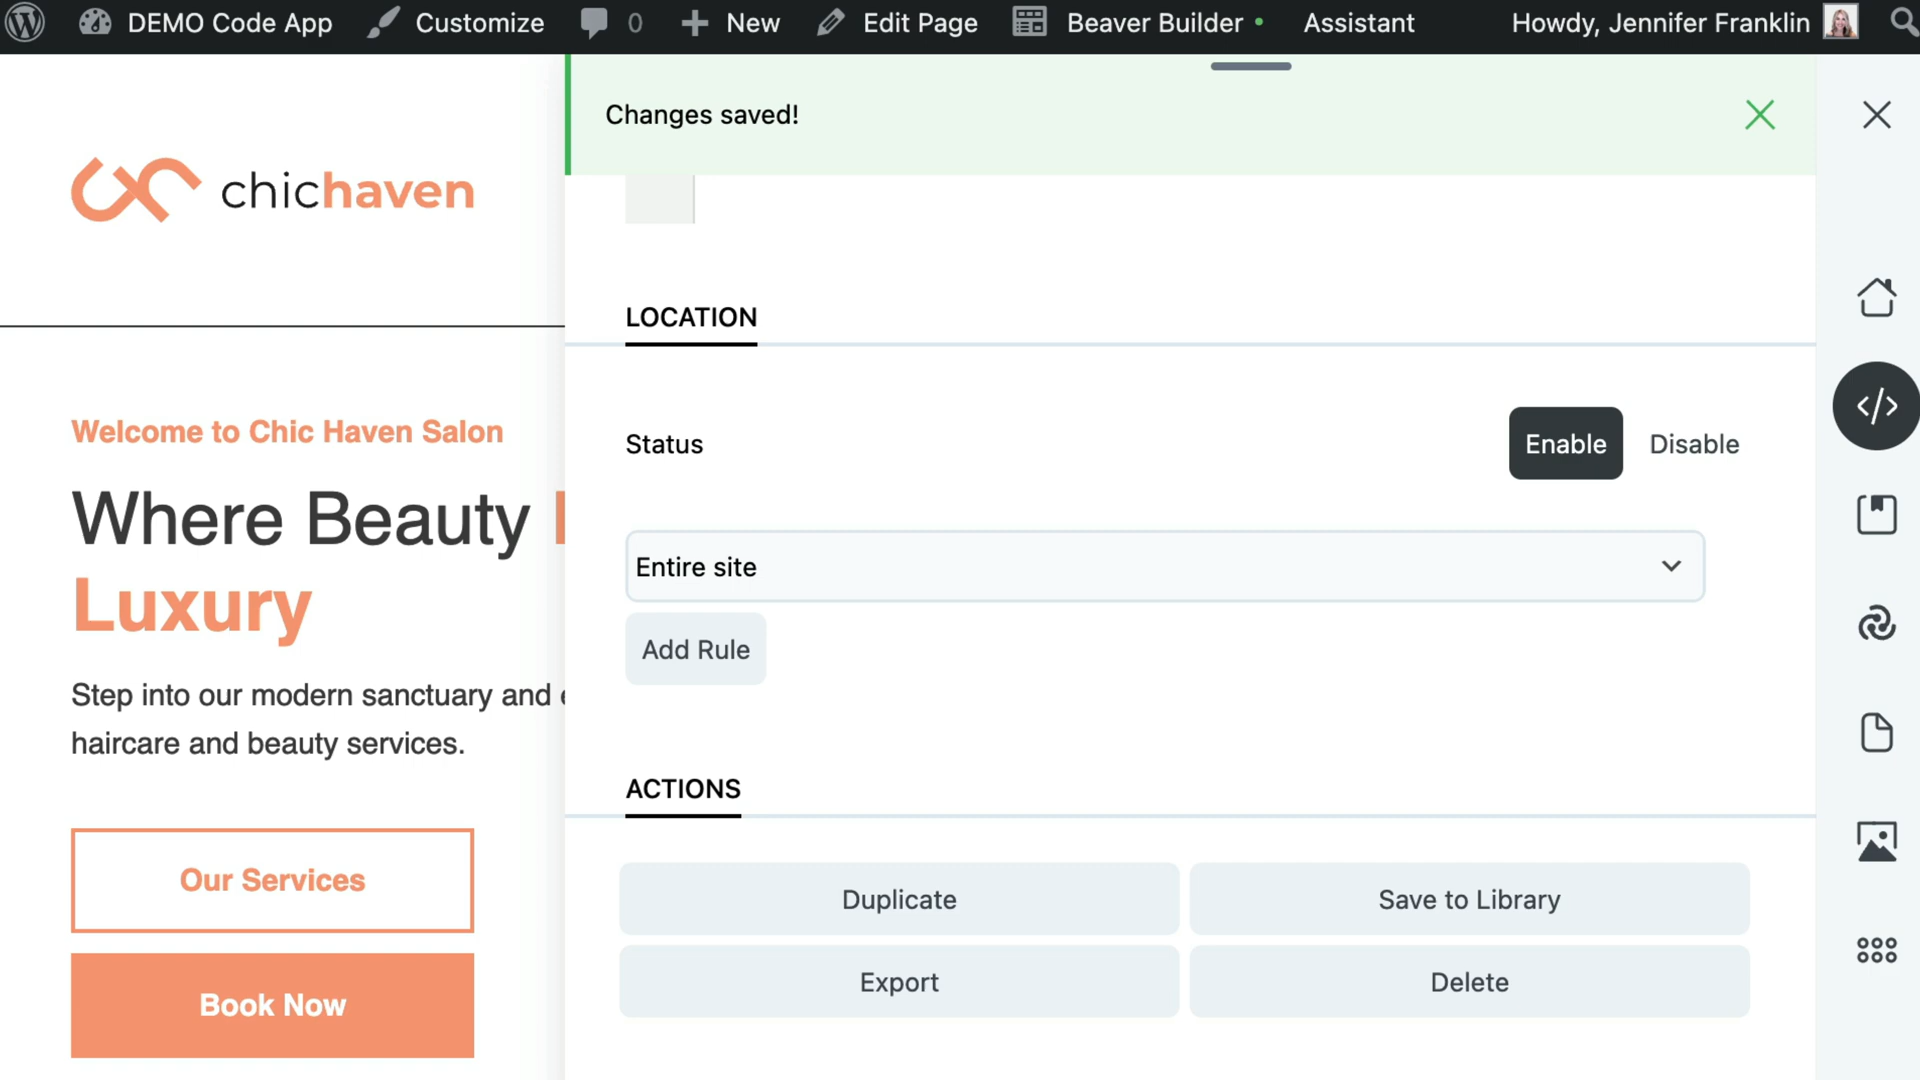 DEMO Code App
Customize
0
New
Edit Page
Beaver Builder
Assistant
Howdy, Jennifer Franklin
Changes saved!
chichaven
LOCATION
Welcome to Chic Haven Salon
Status
Enable
Disable
Where Beauty
Entire site
Luxury
Add Rule
Step into our modern sanctuary and
haircare and beauty services.
ACTIONS
Our Services
Duplicate
Save to Library
Export
Delete
Book Now